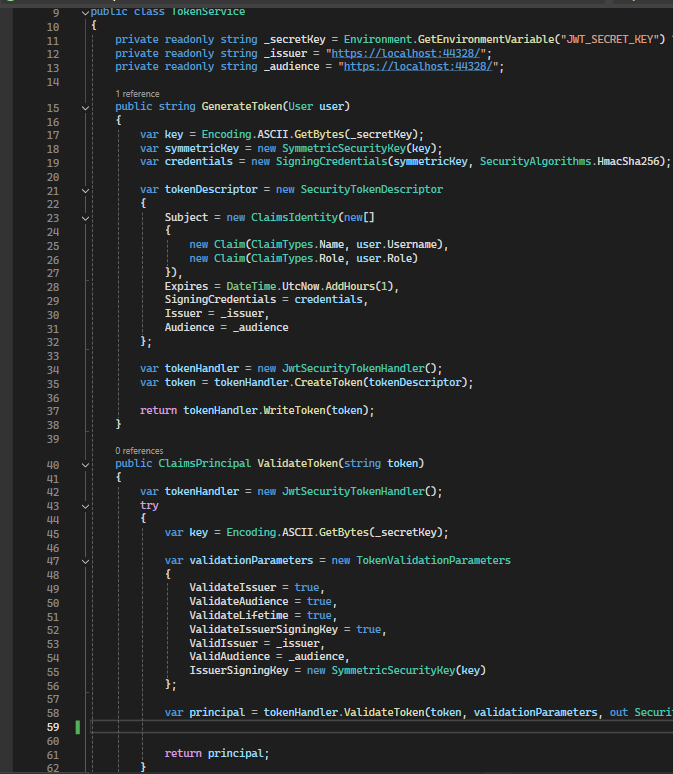 9 public class TokenService
10 {
11 private readonly string _secretKey = Environment.GetEnvironmentVariable("JWT_SECRET_KEY")
12 private readonly string _issuer = "https://localhost:44328/";
13 private readonly string _audience = "https://localhost:44328/";
14
1 reference
15 public string GenerateToken(User user)
16 {
17 var key = Encoding.ASCII.GetBytes(_secretKey);
18 var symmetricKey = new SymmetricSecurityKey(key);
19 var credentials = new SigningCredentials(symmetricKey, SecurityAlgorithms.HmacSha256);
20
21 var tokenDescriptor = new SecurityTokenDescriptor
22 {
23 Subject = new ClaimsIdentity(new[]
24 {
25 new Claim(ClaimTypes.Name, user.Username),
26 new Claim(ClaimTypes.Role, user.Role)
27 }),
28 Expires = DateTime.UtcNow.AddHours(1),
29 SigningCredentials = credentials,
30 Issuer = _issuer,
31 Audience = _audience
32 };
33
34 var tokenHandler = new JwtSecurityTokenHandler();
35 var token = tokenHandler.CreateToken(tokenDescriptor);
36
37 return tokenHandler.WriteToken(token);
38 }
39
0 references
40 public ClaimsPrincipal ValidateToken(string token)
41 {
42 var tokenHandler = new JwtSecurityTokenHandler();
43 try
44 {
45 var key = Encoding.ASCII.GetBytes(_secretKey);
46
47 var validationParameters = new TokenValidationParameters
48 {
49 ValidateIssuer = true,
50 ValidateAudience = true,
51 ValidateLifetime = true,
52 ValidateIssuerSigningKey = true,
53 ValidIssuer = _issuer,
54 ValidAudience = _audience,
55 IssuerSigningKey = new SymmetricSecurityKey(key)
56 };
57
58 var principal = tokenHandler.ValidateToken(token, validationParameters, out Securi
59
60
61 return principal;
62 }